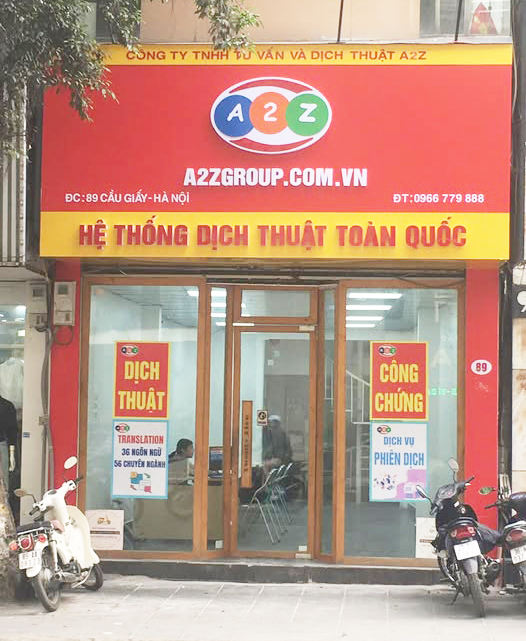 CÔNG TY TNHH TƯ VẤN VÀ DỊCH THUẬT A2Z
A2Z
A2ZGROUP.COM.VN
ĐC: 89 CẦU GIẤY - HÀ NỘI
ĐT: 0966 779 888
HỆ THỐNG DỊCH THUẬT TOÀN QUỐC
89
DỊCH
THUẬT
CÔNG
CHỨNG
TRANSLATION
36 NGÔN NGỮ
56 CHUYÊN NGÀNH
DỊCH VỤ
PHIÊN DỊCH